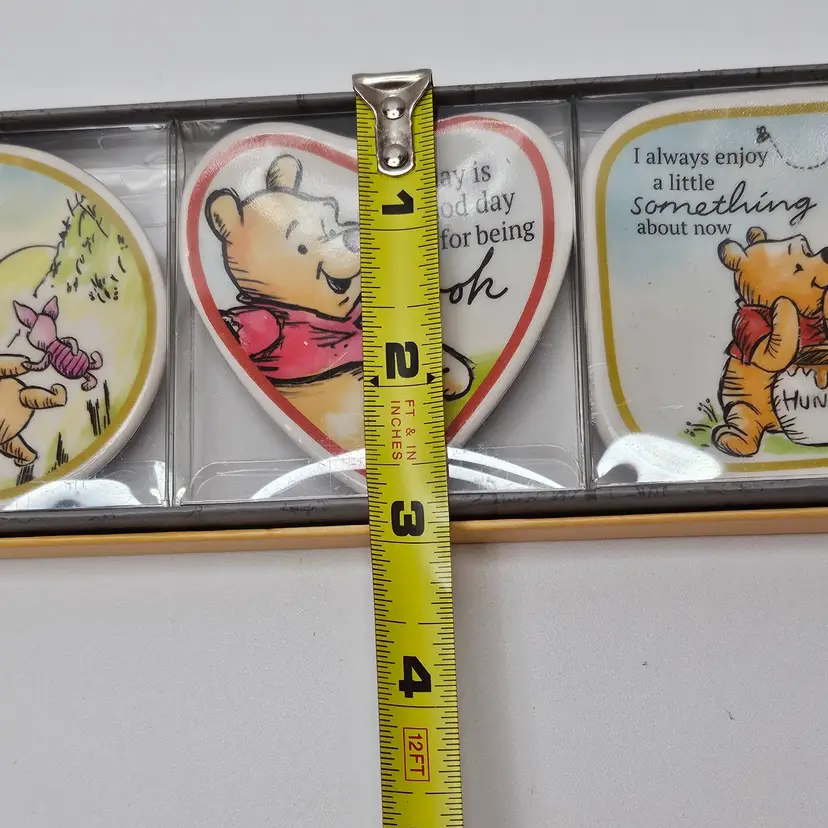 ay is
od day
for being
oh
I always enjoy
a little
something
about now
HUN
1
2
FT & IN
INCHES
3
4
12FT